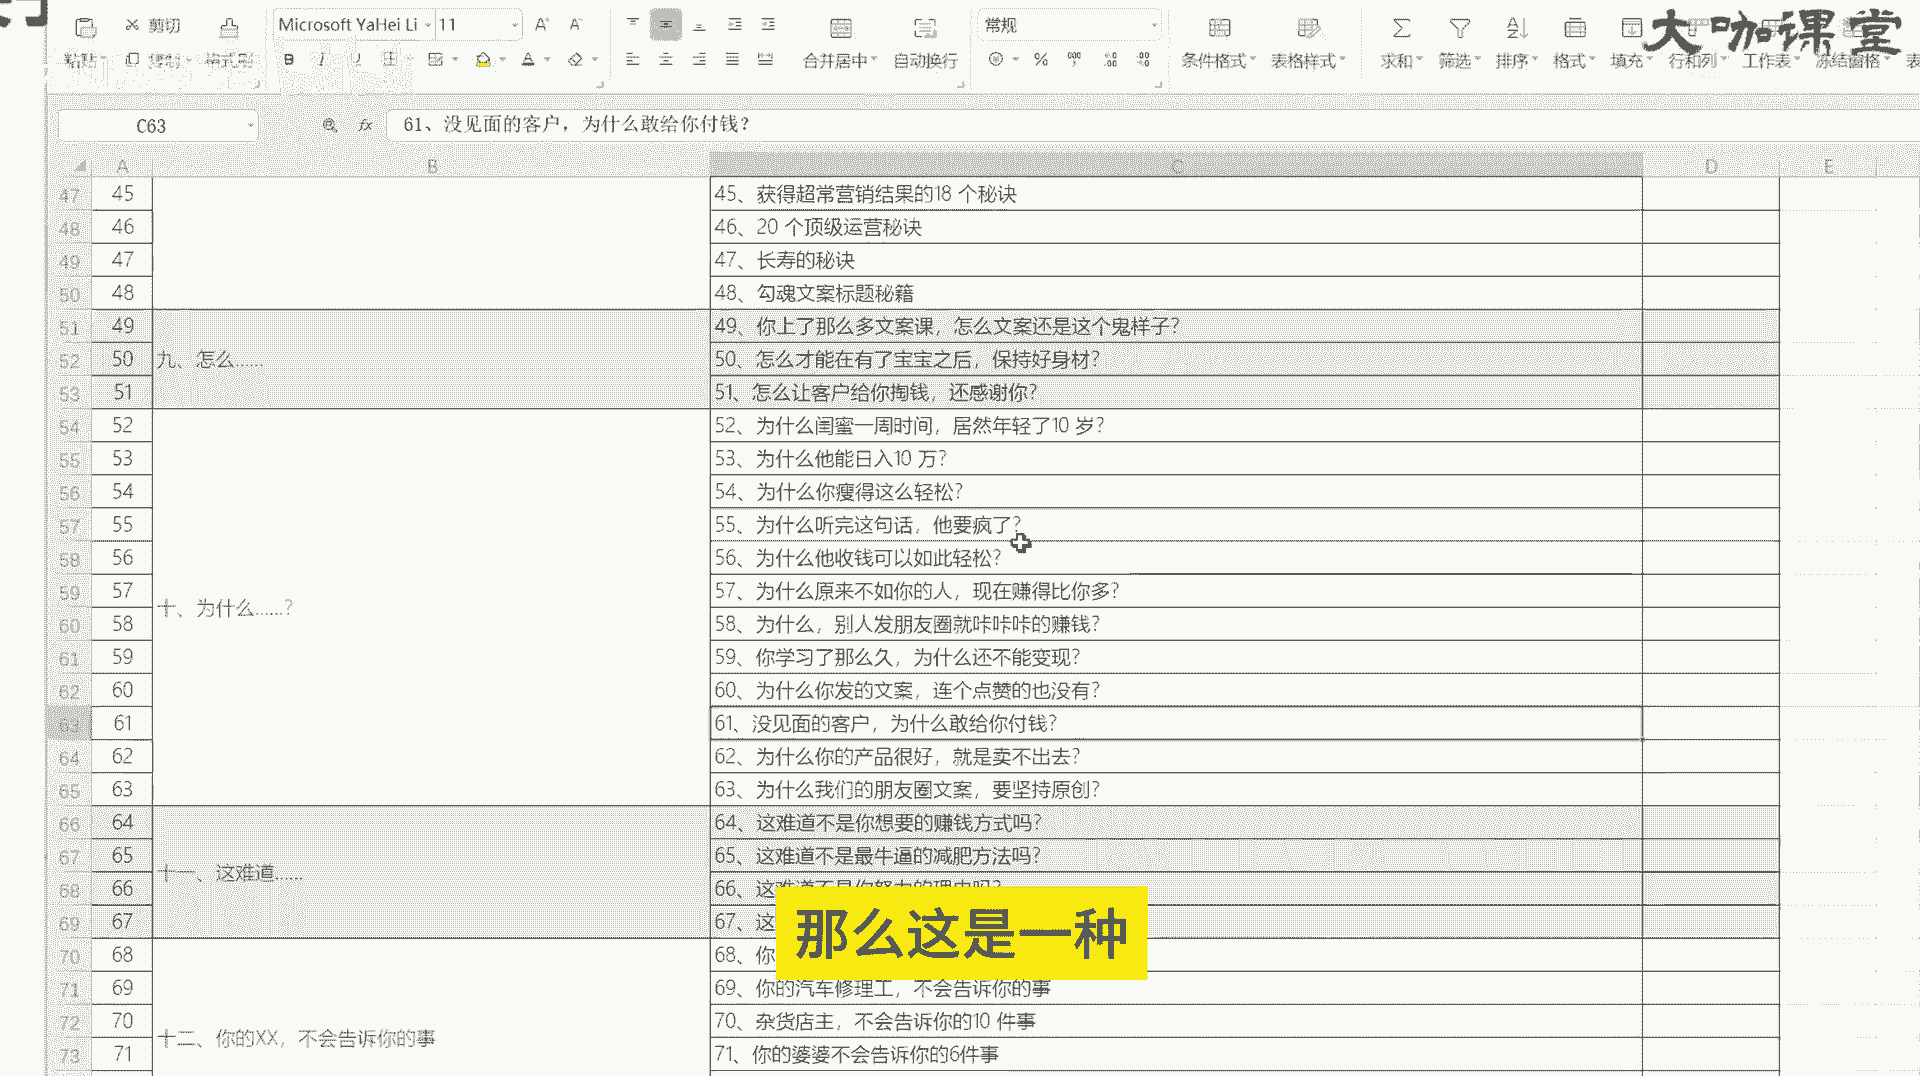 剪切 Microsoft YaHei Li 11 A⁺ A⁻ 常规 大咖课堂
粘贴 复制 格式刷 B I U A 合并居中 自动换行 % 条件格式 表格样式 求和 筛选 排序 格式 填充 行和列 工作表 冻结窗格
C63 fx 61、没见面的客户，为什么敢给你付钱？
A B C D E
47 45 45、获得超常营销结果的18 个秘诀
48 46 46、20 个顶级运营秘诀
49 47 47、长寿的秘诀
50 48 48、勾魂文案标题秘籍
51 49 49、你上了那么多文案课，怎么文案还是这个鬼样子？
52 50 九、怎么...... 50、怎么才能在有了宝宝之后，保持好身材？
53 51 51、怎么让客户给你掏钱，还感谢你？
54 52 52、为什么闺蜜一周时间，居然年轻了10 岁？
55 53 53、为什么他能日入10 万？
56 54 54、为什么你瘦得这么轻松？
57 55 55、为什么听完这句话，他要疯了？
58 56 56、为什么他收钱可以如此轻松？
59 57 57、为什么原来不如你的人，现在赚得比你多？
十、为什么......？
60 58 58、为什么，别人发朋友圈就咔咔咔的赚钱？
61 59 59、你学习了那么久，为什么还不能变现？
62 60 60、为什么你发的文案，连个点赞的也没有？
63 61 61、没见面的客户，为什么敢给你付钱？
64 62 62、为什么你的产品很好，就是卖不出去？
65 63 63、为什么我们的朋友圈文案，要坚持原创？
66 64 64、这难道不是你想要的赚钱方式吗？
67 65 65、这难道不是最牛逼的减肥方法吗？
十一、这难道......
68 66 66、这难道不是你努力的理由吗？
69 67 67、这
那么这是一种
70 68 68、你
71 69 69、你的汽车修理工，不会告诉你的事
72 70 70、杂货店主，不会告诉你的10 件事
十二、你的XX，不会告诉你的事
73 71 71、你的婆婆不会告诉你的6件事